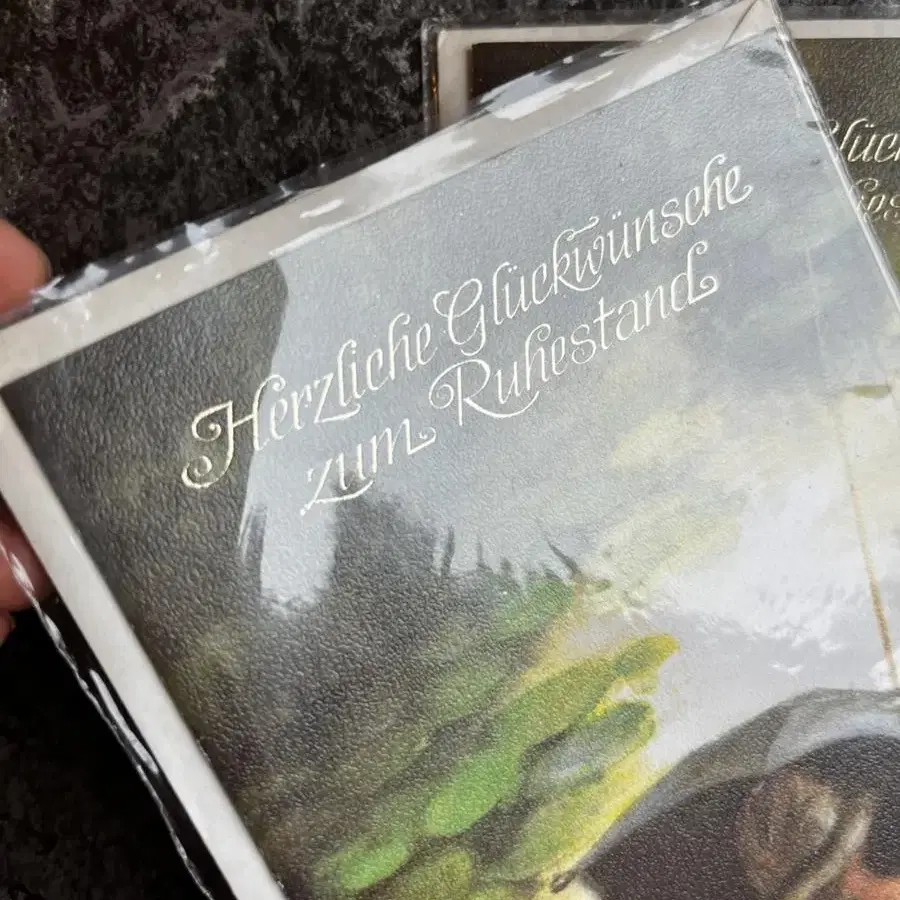 Herzliche Glückwünsche
zum Ruhestand